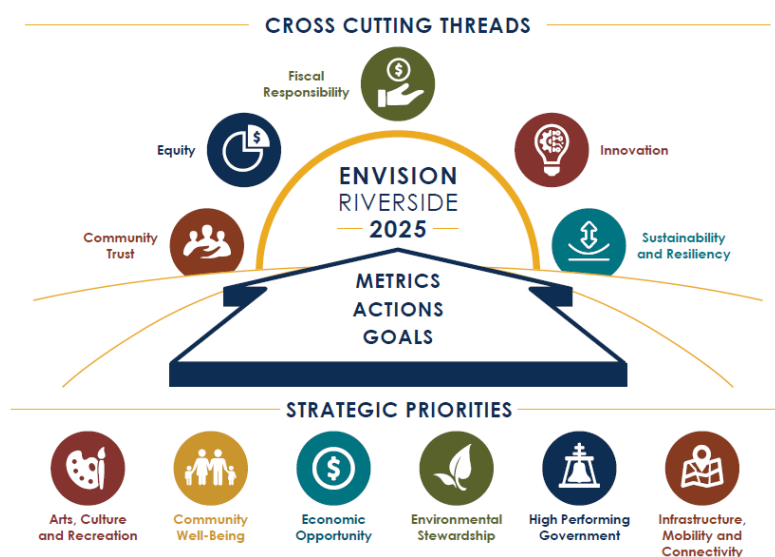 CROSS CUTTING THREADS
Fiscal
Responsibility
$
Equity
$
Innovation
ENVISION
RIVERSIDE
2025
Community
Trust
Sustainability
and Resiliency
METRICS
ACTIONS
GOALS
STRATEGIC PRIORITIES
$
Arts, Culture
and Recreation
Community
Well-Being
Economic
Opportunity
Environmental
Stewardship
High Performing
Government
Infrastructure,
Mobility and
Connectivity